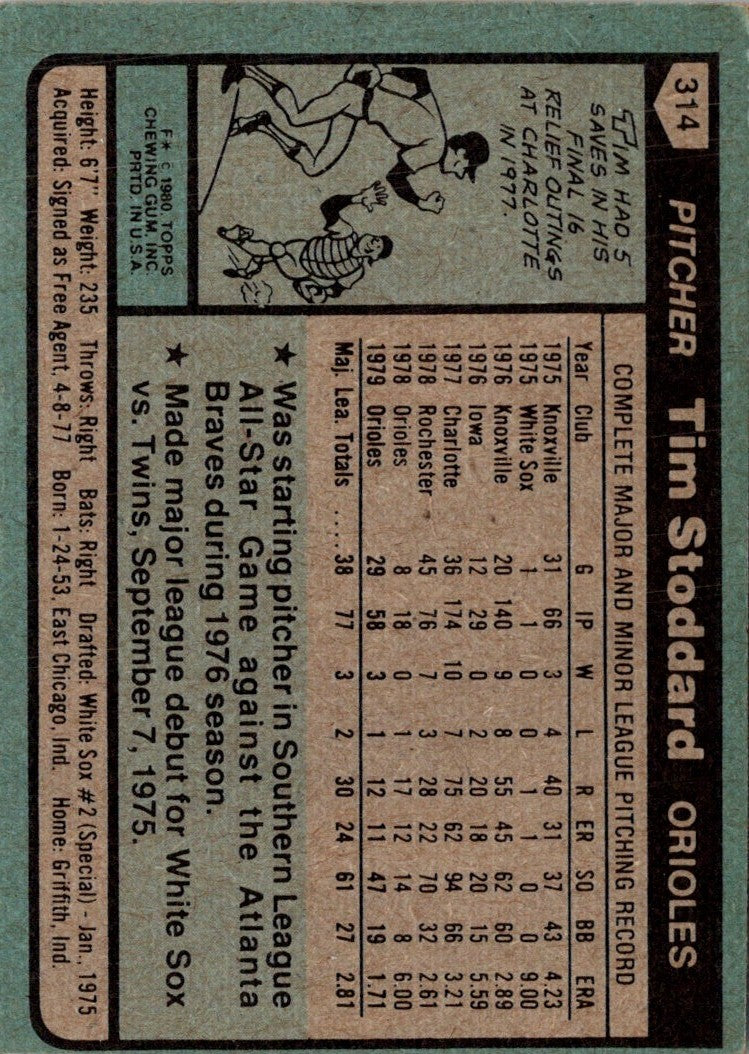 314 PITCHER Tim Stoddard ORIOLES
TIM HAD 5
SAVES IN HIS
FINAL 16
RELIEF OUTINGS
AT CHARLOTTE
IN 1977.
F* © 1980 TOPPS
CHEWING GUM, INC.
PRTD. IN U.S.A.
COMPLETE MAJOR AND MINOR LEAGUE PITCHING RECORD
Year Club G IP W L R ER SO BB ERA
1975 Knoxville 31 66 3 4 40 31 37 43 4.23
1975 White Sox 1 1 0 0 1 1 0 0 9.00
1976 Knoxville 20 140 9 8 55 45 62 60 2.89
1976 Iowa 12 29 0 2 20 18 20 15 5.59
1977 Charlotte 36 174 10 7 75 62 94 66 3.21
1978 Rochester 45 76 7 3 28 22 70 32 2.61
1978 Orioles 8 18 0 1 17 12 14 8 6.00
1979 Orioles 29 58 3 1 12 11 47 19 1.71
Maj. Lea. Totals ..... 38 77 3 2 30 24 61 27 2.81
★ Was starting pitcher in Southern League
All-Star Game against the Atlanta
Braves during 1976 season.
★ Made major league debut for White Sox
vs. Twins, September 7, 1975.
Height: 6'7" Weight: 235 Throws: Right Bats: Right Drafted: White Sox #2 (Special) - Jan., 1975
Acquired: Signed as Free Agent, 4-8-77 Born: 1-24-53, East Chicago, Ind. Home: Griffith, Ind.